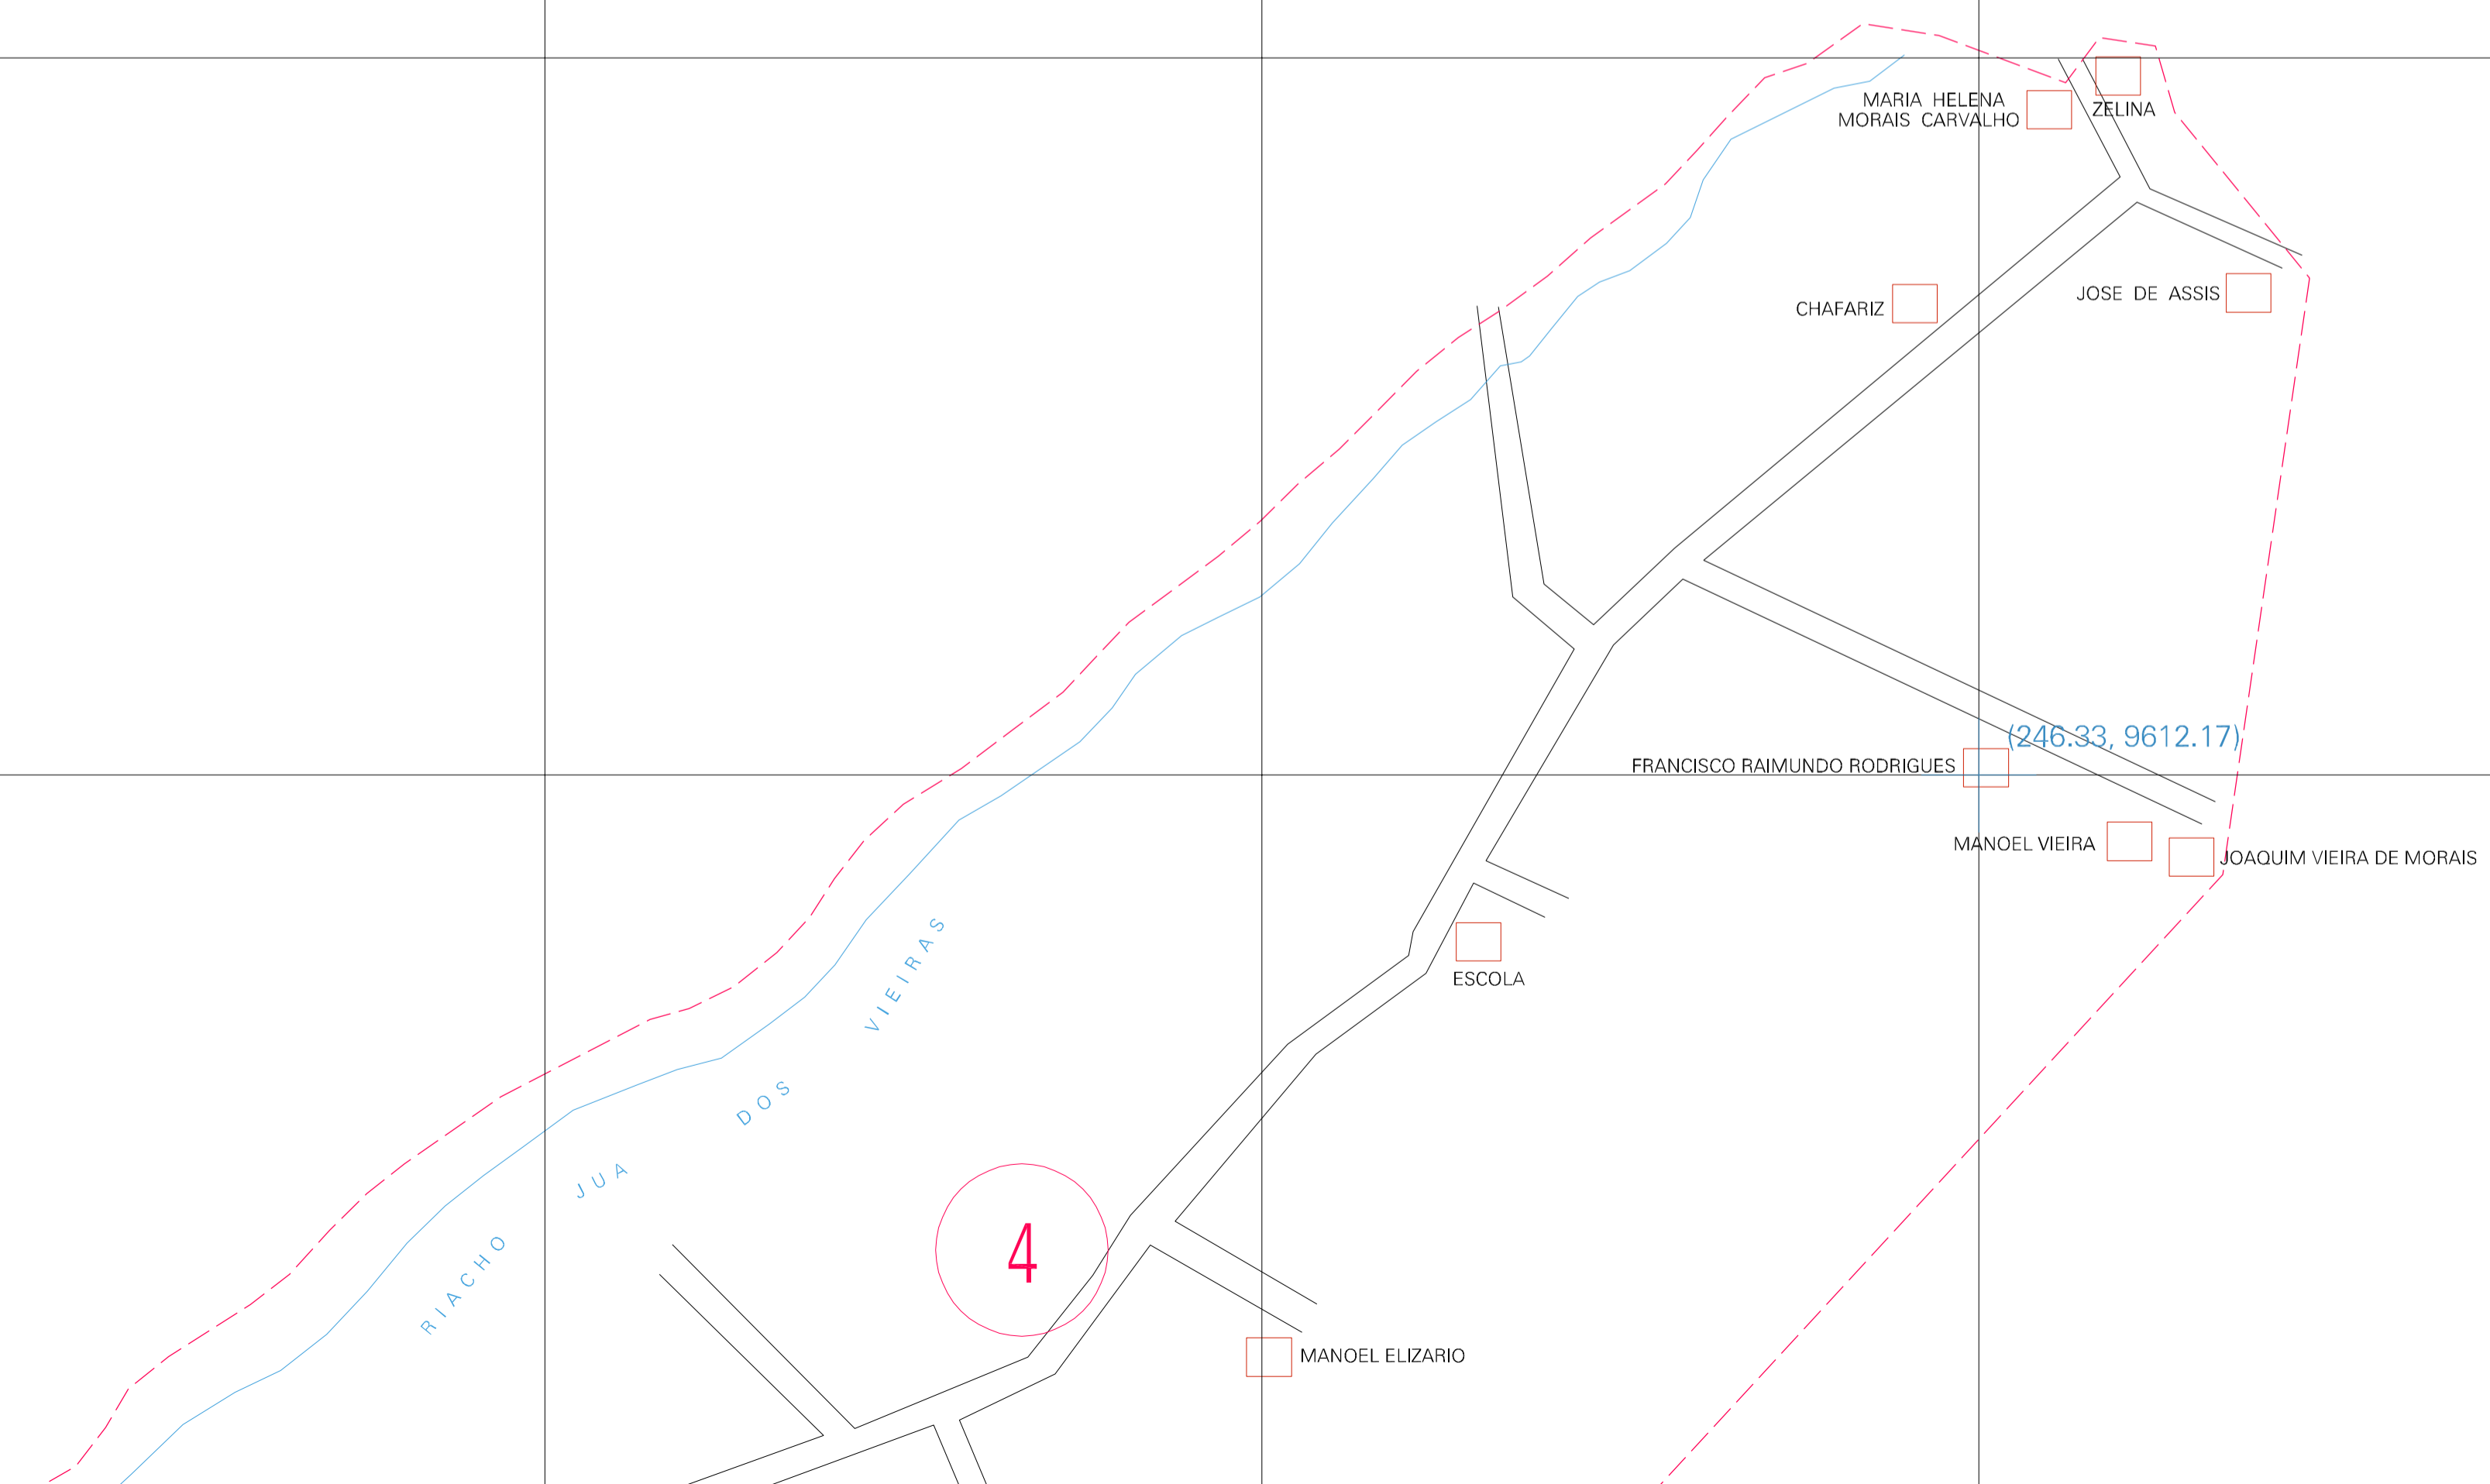 MARIA HELENA
MORAIS CARVALHO
ZELINA
JOSE DE ASSIS
CHAFARIZ
(246.33, 9612.17)
FRANCISCO RAIMUNDO RODRIGUES
MANOEL VIEIRA
JOAQUIM VIEIRA DE MORAIS
ESCOLA
RIACHO JUA DOS VIEIRAS
4
MANOEL ELIZARIO